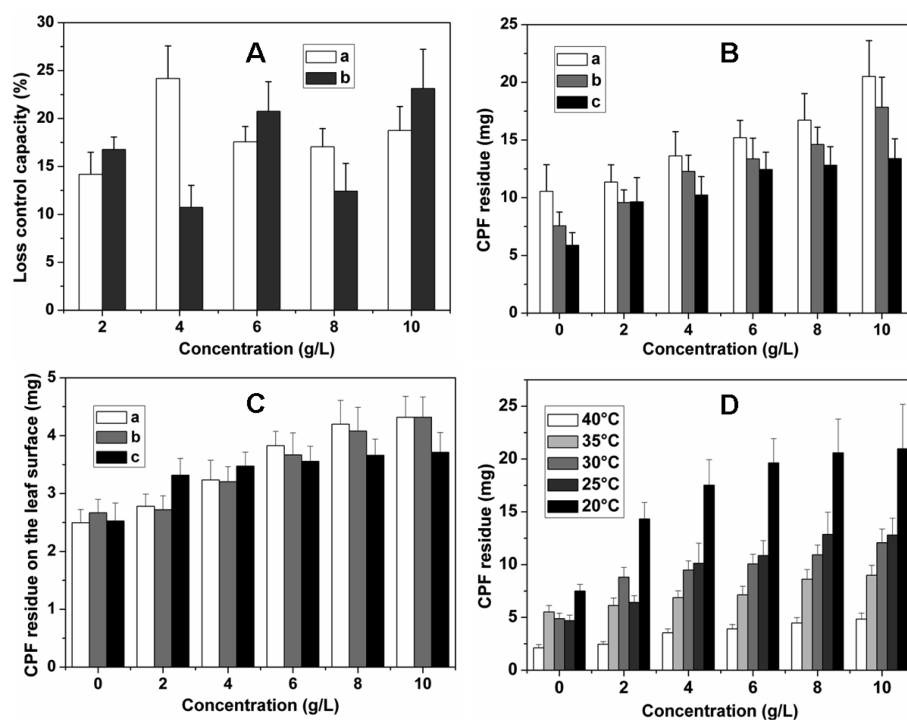 A
a
b
Loss control capacity (%)
30
25
20
15
10
5
0
2 4 6 8 10
Concentration (g/L)
B
a
b
c
CPF residue (mg)
25
20
15
10
5
0
0 2 4 6 8 10
Concentration (g/L)
C
a
b
c
CPF residue on the leaf surface (mg)
5
4
3
2
1
0
0 2 4 6 8 10
Concentration (g/L)
D
40°C
35°C
30°C
25°C
20°C
CPF residue (mg)
25
20
15
10
5
0
0 2 4 6 8 10
Concentration (g/L)